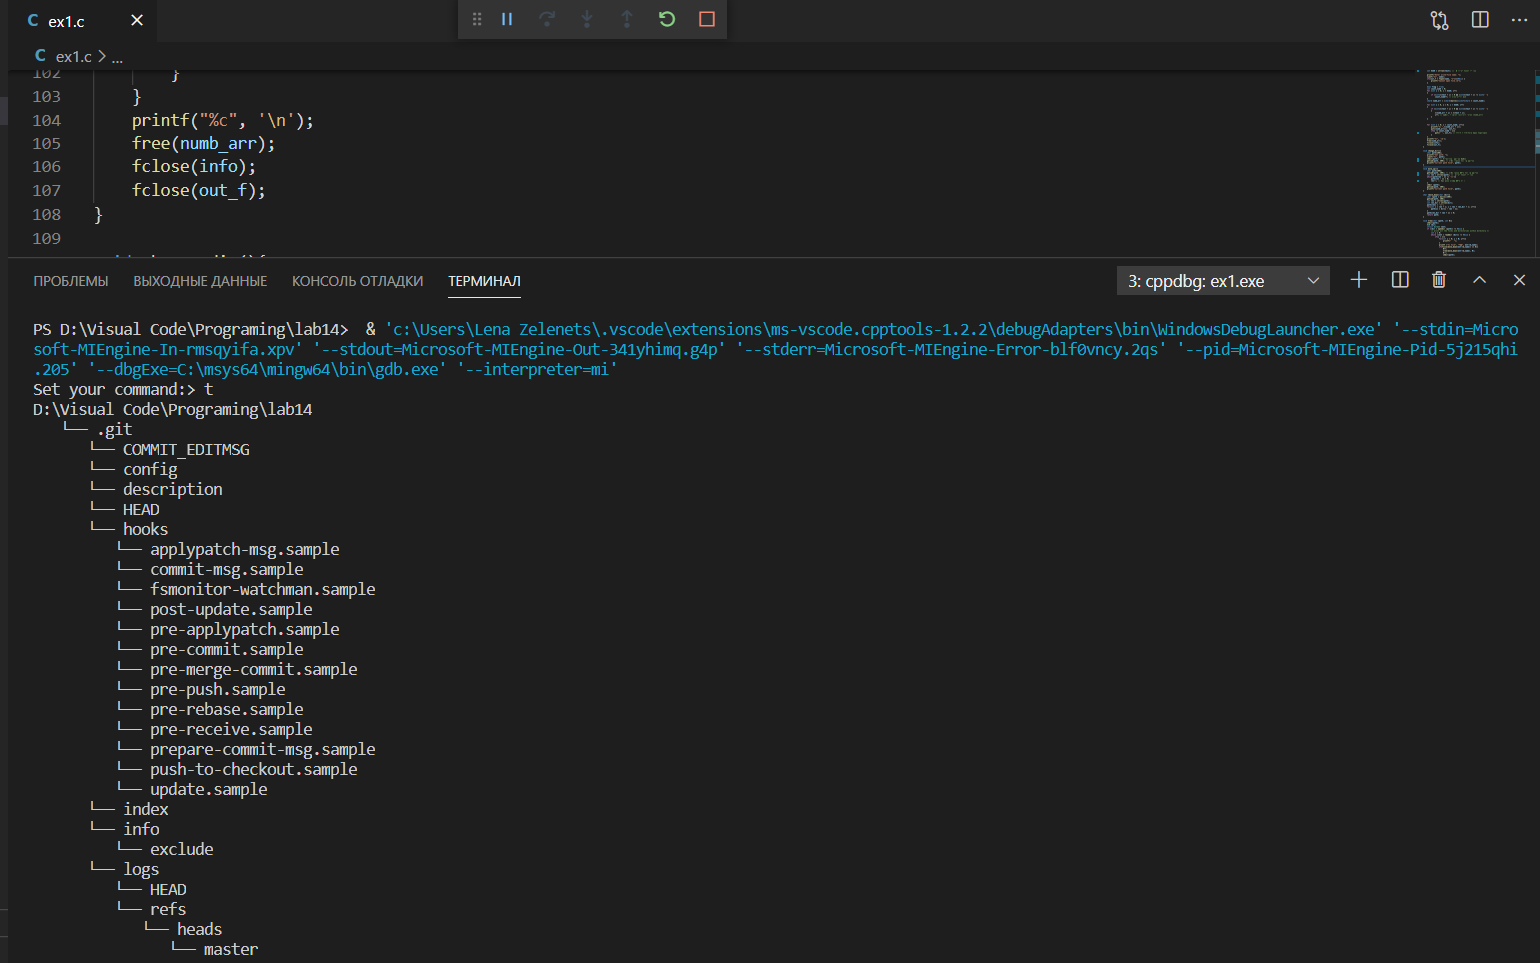 C ex1.c
C ex1.c > ...
102 }
103 }
104 printf("%c", '\n');
105 free(numb_arr);
106 fclose(info);
107 fclose(out_f);
108 }
109
ПРОБЛЕМЫ ВЫХОДНЫЕ ДАННЫЕ КОНСОЛЬ ОТЛАДКИ ТЕРМИНАЛ 3: cppdbg: ex1.exe
PS D:\Visual Code\Programing\lab14> & 'c:\Users\Lena Zelenets\.vscode\extensions\ms-vscode.cpptools-1.2.2\debugAdapters\bin\WindowsDebugLauncher.exe' '--stdin=Micro
soft-MIEngine-In-rmsqyifa.xpv' '--stdout=Microsoft-MIEngine-Out-341yhimq.g4p' '--stderr=Microsoft-MIEngine-Error-blf0vncy.2qs' '--pid=Microsoft-MIEngine-Pid-5j215qhi
.205' '--dbgExe=C:\msys64\mingw64\bin\gdb.exe' '--interpreter=mi'
Set your command:> t
D:\Visual Code\Programing\lab14
└── .git
└── COMMIT_EDITMSG
└── config
└── description
└── HEAD
└── hooks
└── applypatch-msg.sample
└── commit-msg.sample
└── fsmonitor-watchman.sample
└── post-update.sample
└── pre-applypatch.sample
└── pre-commit.sample
└── pre-merge-commit.sample
└── pre-push.sample
└── pre-rebase.sample
└── pre-receive.sample
└── prepare-commit-msg.sample
└── push-to-checkout.sample
└── update.sample
└── index
└── info
└── exclude
└── logs
└── HEAD
└── refs
└── heads
└── master